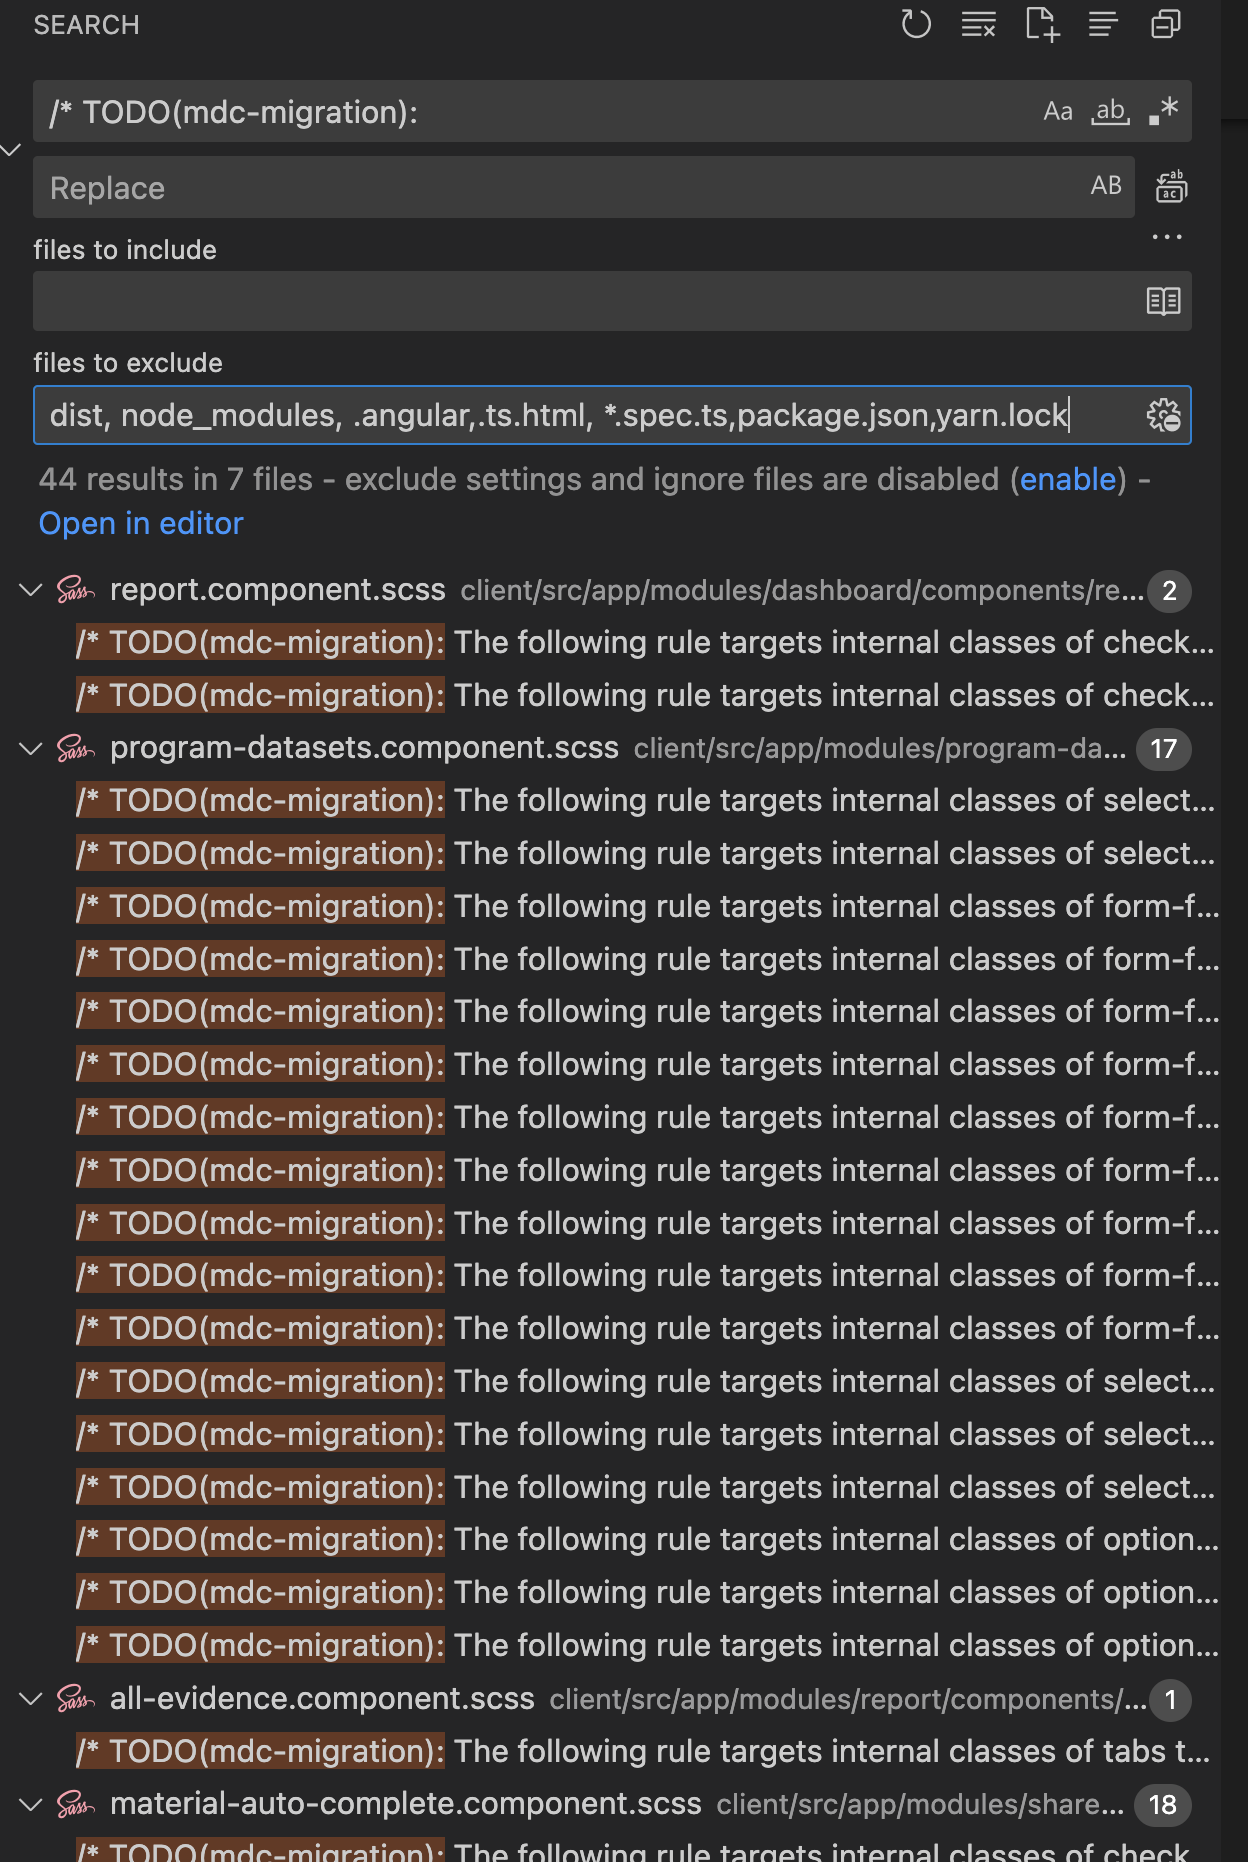 SEARCH
/* TODO(mdc-migration):
Aa ab .*
Replace
AB
ab
ac
...
files to include
files to exclude
dist, node_modules, .angular,.ts.html, *.spec.ts,package.json,yarn.lock
44 results in 7 files - exclude settings and ignore files are disabled (enable) -
Open in editor
Sass report.component.scss client/src/app/modules/dashboard/components/re... 2
/* TODO(mdc-migration): The following rule targets internal classes of check...
/* TODO(mdc-migration): The following rule targets internal classes of check...
Sass program-datasets.component.scss client/src/app/modules/program-da... 17
/* TODO(mdc-migration): The following rule targets internal classes of select...
/* TODO(mdc-migration): The following rule targets internal classes of select...
/* TODO(mdc-migration): The following rule targets internal classes of form-f...
/* TODO(mdc-migration): The following rule targets internal classes of form-f...
/* TODO(mdc-migration): The following rule targets internal classes of form-f...
/* TODO(mdc-migration): The following rule targets internal classes of form-f...
/* TODO(mdc-migration): The following rule targets internal classes of form-f...
/* TODO(mdc-migration): The following rule targets internal classes of form-f...
/* TODO(mdc-migration): The following rule targets internal classes of form-f...
/* TODO(mdc-migration): The following rule targets internal classes of form-f...
/* TODO(mdc-migration): The following rule targets internal classes of form-f...
/* TODO(mdc-migration): The following rule targets internal classes of select...
/* TODO(mdc-migration): The following rule targets internal classes of select...
/* TODO(mdc-migration): The following rule targets internal classes of select...
/* TODO(mdc-migration): The following rule targets internal classes of option...
/* TODO(mdc-migration): The following rule targets internal classes of option...
/* TODO(mdc-migration): The following rule targets internal classes of option...
Sass all-evidence.component.scss client/src/app/modules/report/components/... 1
/* TODO(mdc-migration): The following rule targets internal classes of tabs t...
Sass material-auto-complete.component.scss client/src/app/modules/share... 18
/* TODO(mdc-migration): The following rule targets internal classes of check